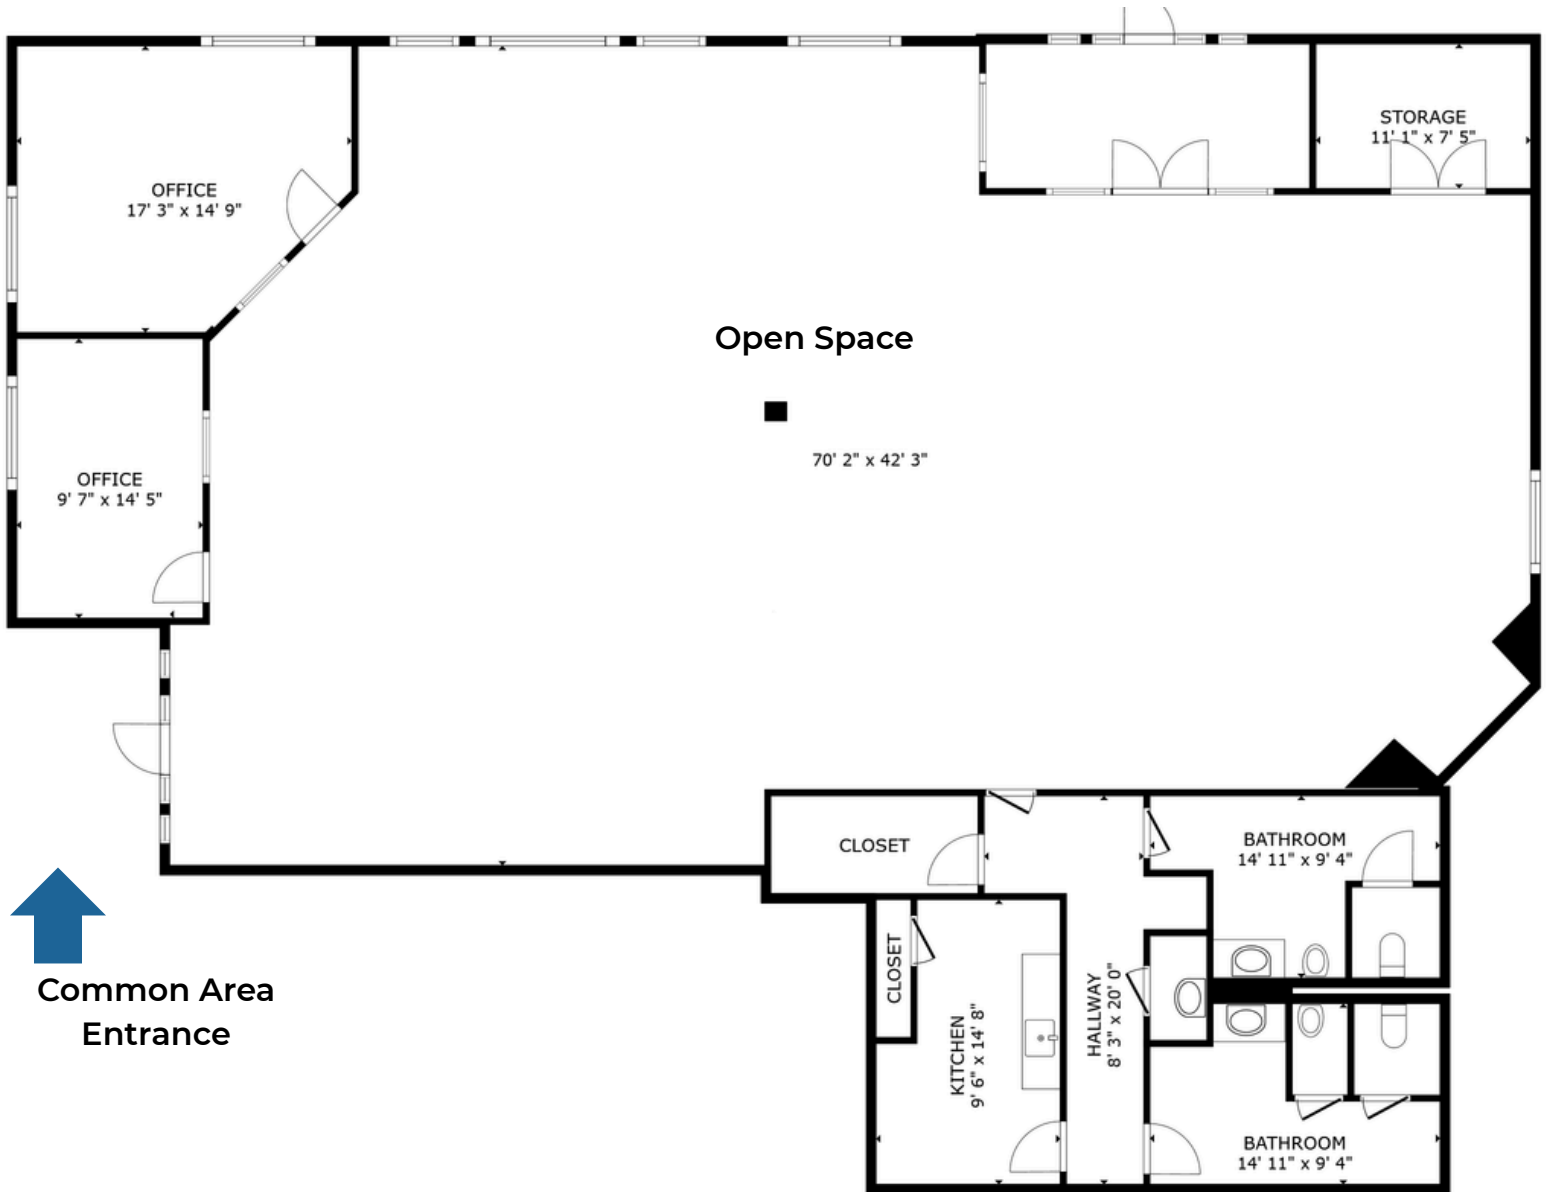 STORAGE
11' 1" x 7' 5"
OFFICE
17' 3" x 14' 9"
Open Space
70' 2" x 42' 3"
OFFICE
9' 7" x 14' 5"
CLOSET
BATHROOM
14' 11" x 9' 4"
CLOSET
KITCHEN
9' 6" x 14' 8"
HALLWAY
8' 3" x 20' 0"
Common Area
Entrance
BATHROOM
14' 11" x 9' 4"